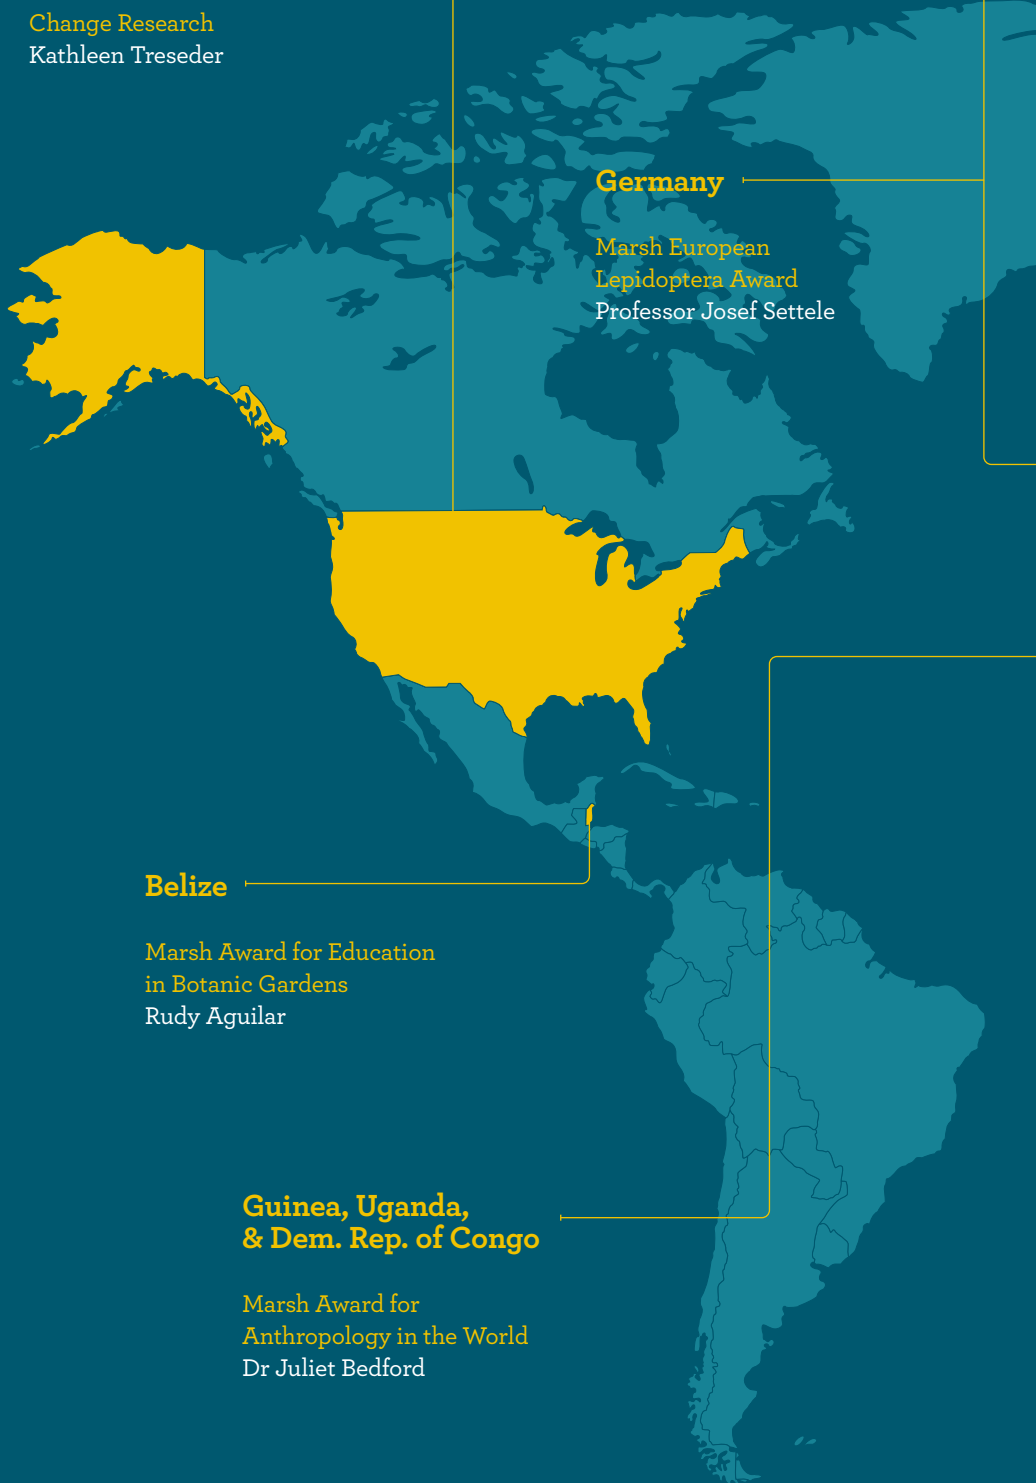 Change Research
Kathleen Treseder
Germany
Marsh European
Lepidoptera Award
Professor Josef Settele
Belize
Marsh Award for Education
in Botanic Gardens
Rudy Aguilar
Guinea, Uganda,
& Dem. Rep. of Congo
Marsh Award for
Anthropology in the World
Dr Juliet Bedford